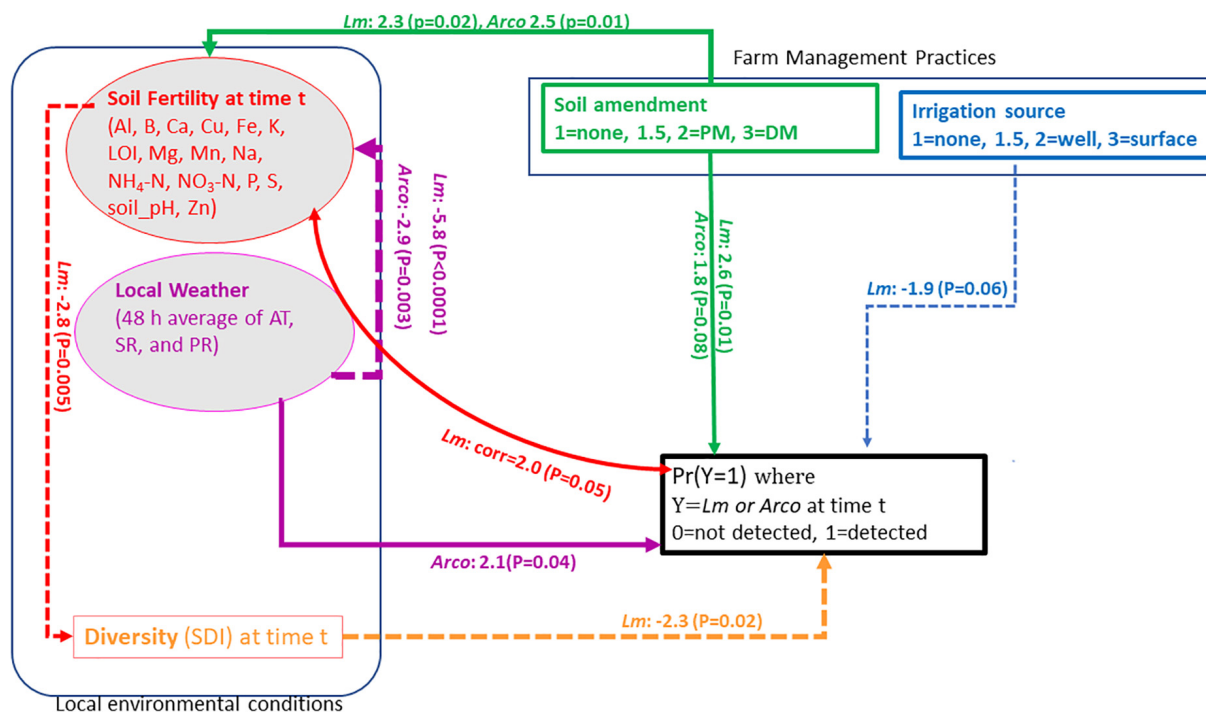 Lm: 2.3 (p=0.02), Arco 2.5 (p=0.01)
Farm Management Practices
Soil Fertility at time t
(Al, B, Ca, Cu, Fe, K,
LOI, Mg, Mn, Na,
NH₄-N, NO₃-N, P, S,
soil_pH, Zn)
Soil amendment
1=none, 1.5, 2=PM, 3=DM
Irrigation source
1=none, 1.5, 2=well, 3=surface
Lm: -5.8 (P<0.0001)
Arco: -2.9 (P=0.003)
Lm: 2.6 (P=0.01)
Arco: 1.8 (P=0.08)
Lm: -1.9 (P=0.06)
Local Weather
(48 h average of AT,
SR, and PR)
Lm: -2.8 (P=0.005)
Lm: corr=2.0 (P=0.05)
Pr(Y=1) where
Y=Lm or Arco at time t
0=not detected, 1=detected
Arco: 2.1(P=0.04)
Diversity (SDI) at time t
Lm: -2.3 (P=0.02)
Local environmental conditions